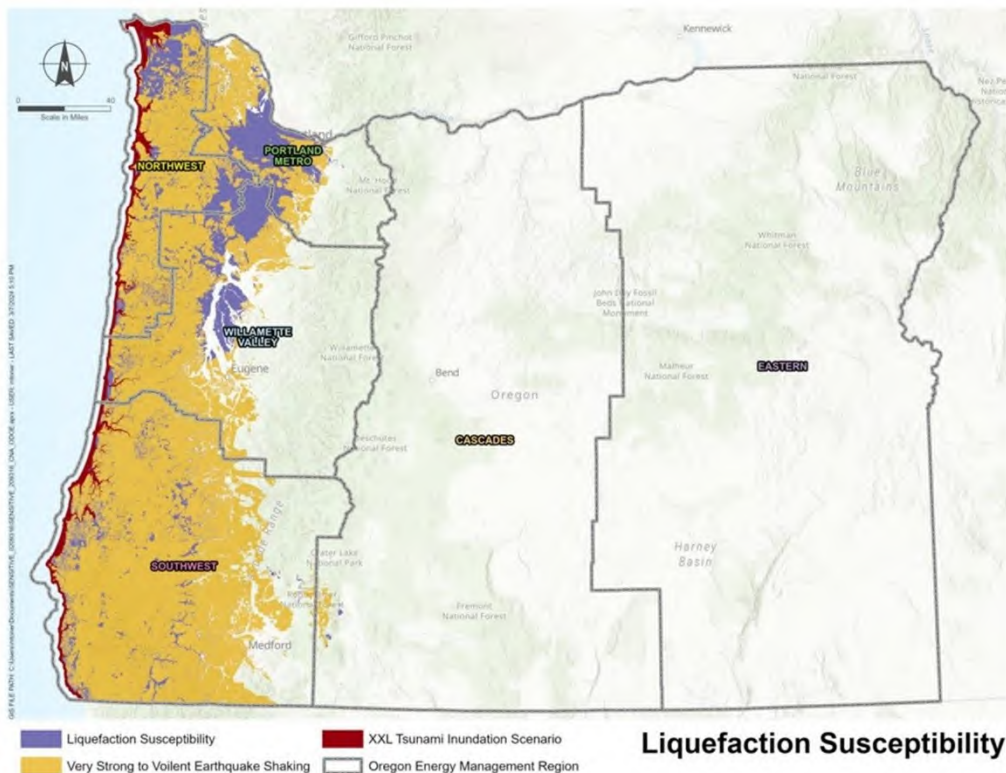 Gifford Pinchot
National Forest
Kennewick
National Forest
N
0 40
Scale in Miles
PORTLAND
METRO
NORTHWEST
Mt. Hood
National Forest
Blue
Mountains
Whitman
National Forest
John Day Fossil
Beds National
Monument
WILLAMETTE
VALLEY
Willamette
National Forest
Eugene
Malheur
National Forest
EASTERN
Bend
Oregon
CASCADES
Deschutes
National Forest
Harney
Basin
SOUTHWEST
Range
Crater Lake
National Park
Fremont
National Forest
Medford
Liquefaction Susceptibility
XXL Tsunami Inundation Scenario
Very Strong to Voilent Earthquake Shaking
Oregon Energy Management Region
Liquefaction Susceptibility